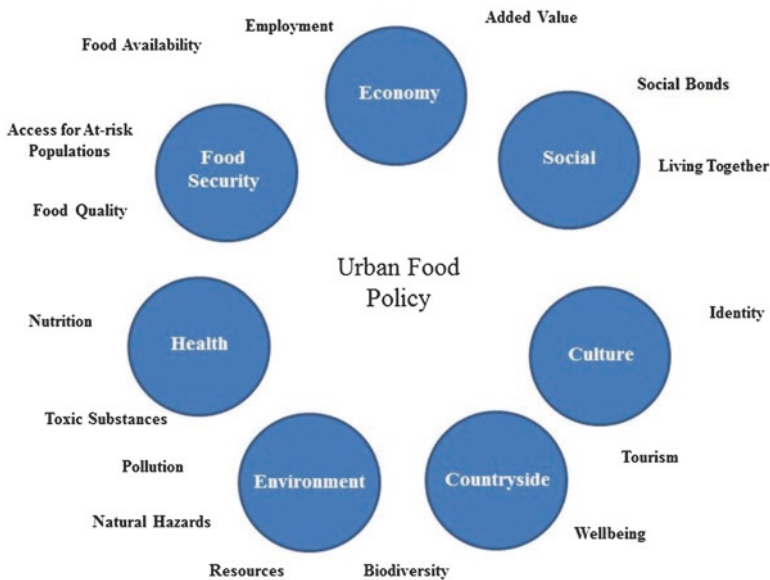 Employment
Added Value
Food Availability
Economy
Social Bonds
Access for At-risk
Populations
Food
Security
Social
Living Together
Food Quality
Urban Food
Policy
Nutrition
Health
Identity
Culture
Toxic Substances
Pollution
Environment
Countryside
Tourism
Natural Hazards
Wellbeing
Resources
Biodiversity